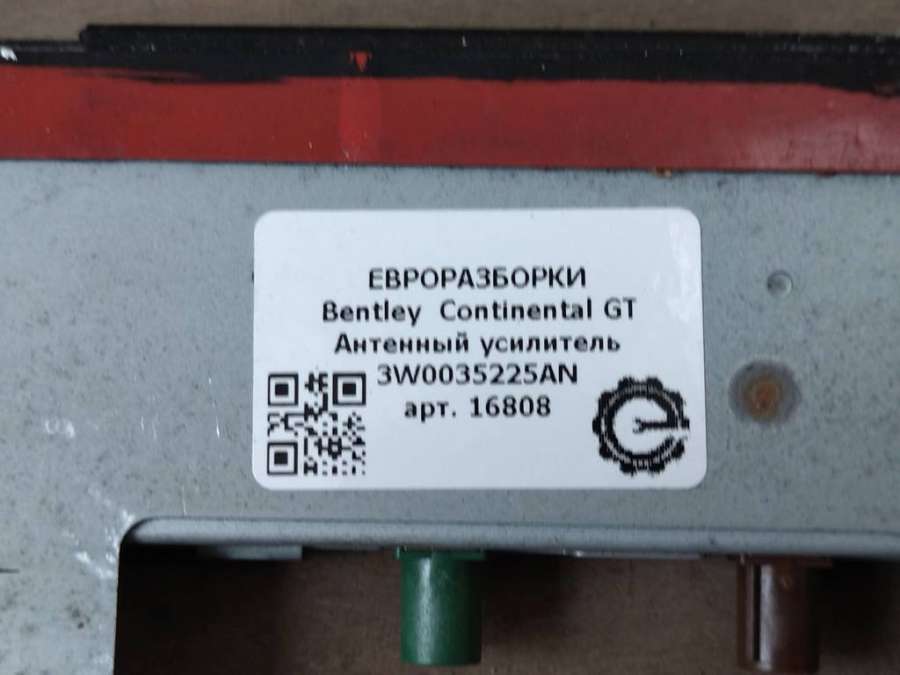 ЕВРОРАЗБОРКИ
Bentley Continental GT
Антенный усилитель
3W0035225AN
арт. 16808